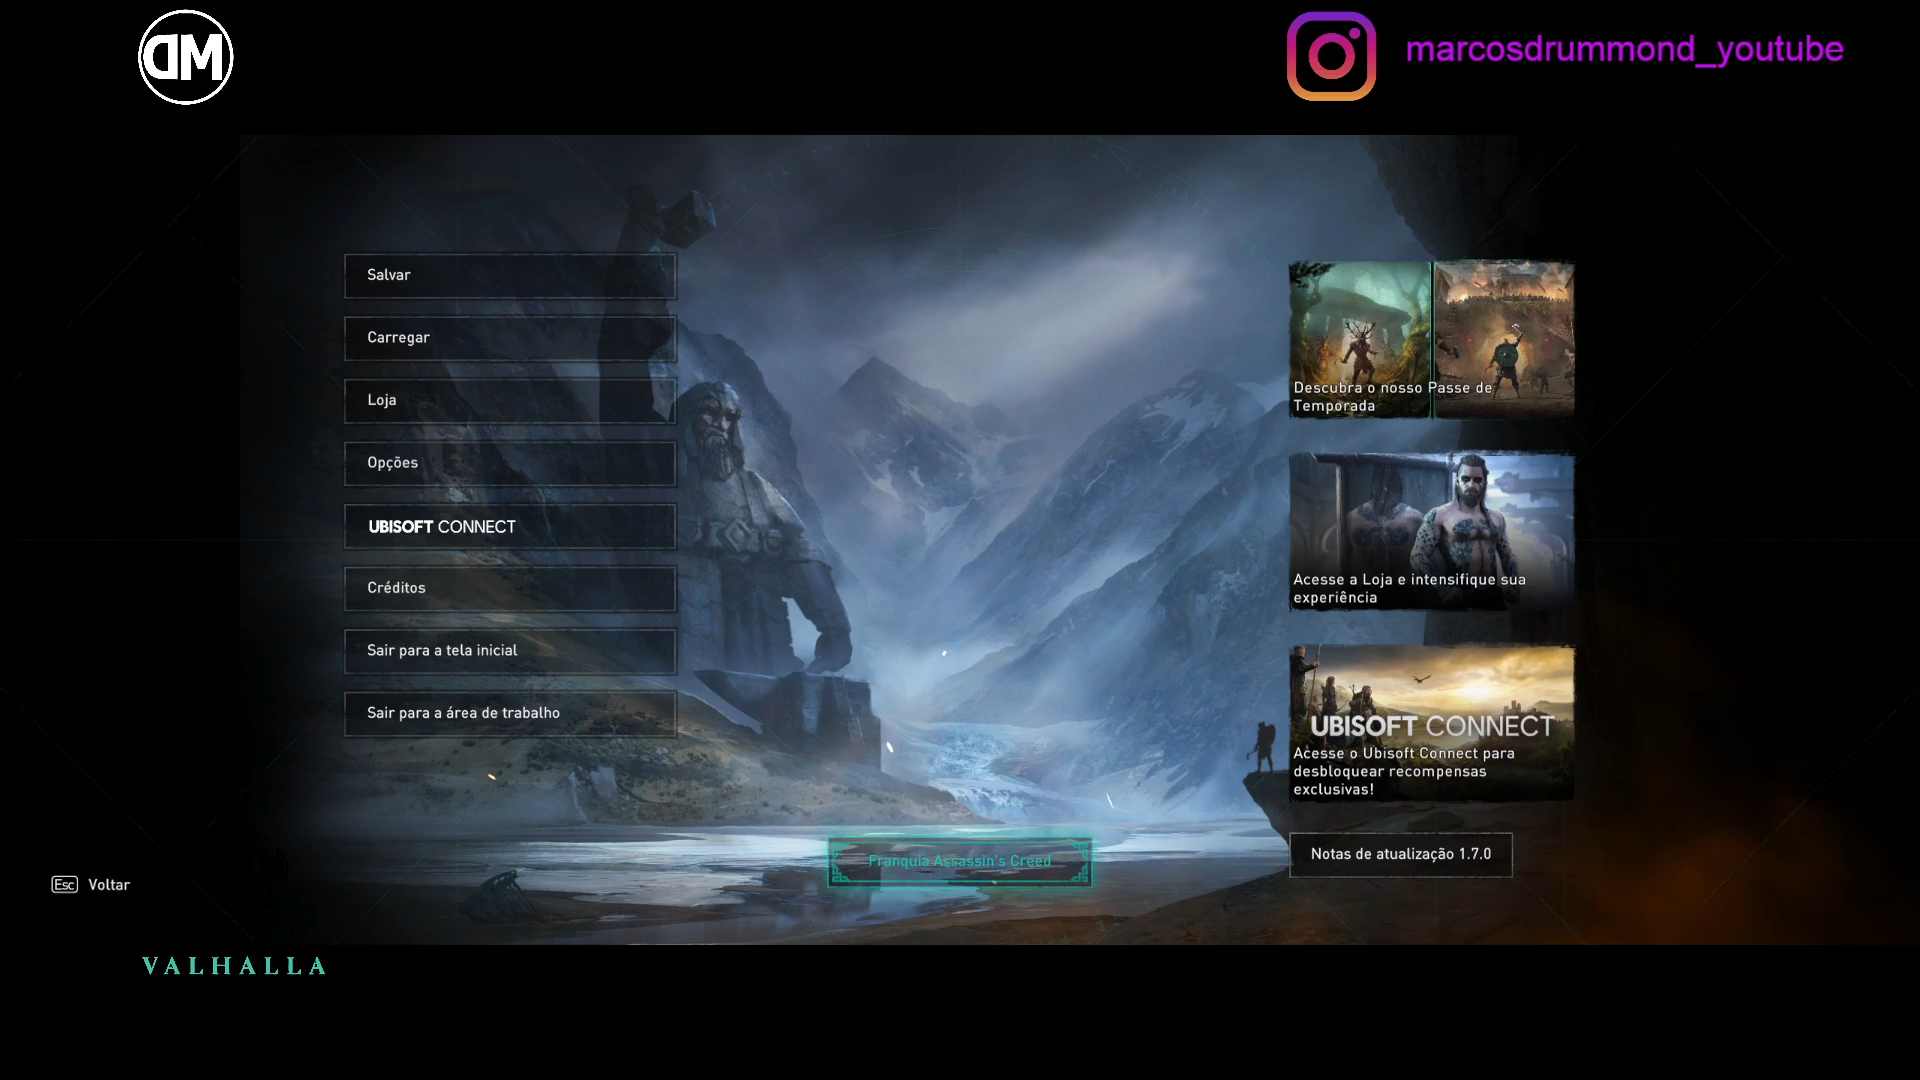 DM
marcosdrummond_youtube
Salvar
Carregar
Loja
Opções
UBISOFT CONNECT
Créditos
Sair para a tela inicial
Sair para a área de trabalho
Descubra o nosso Passe de
Temporada
Acesse a Loja e intensifique sua
experiência
UBISOFT CONNECT
Acesse o Ubisoft Connect para
desbloquear recompensas
exclusivas!
Franquia Assassin's Creed
Notas de atualização 1.7.0
Esc Voltar
VALHALLA